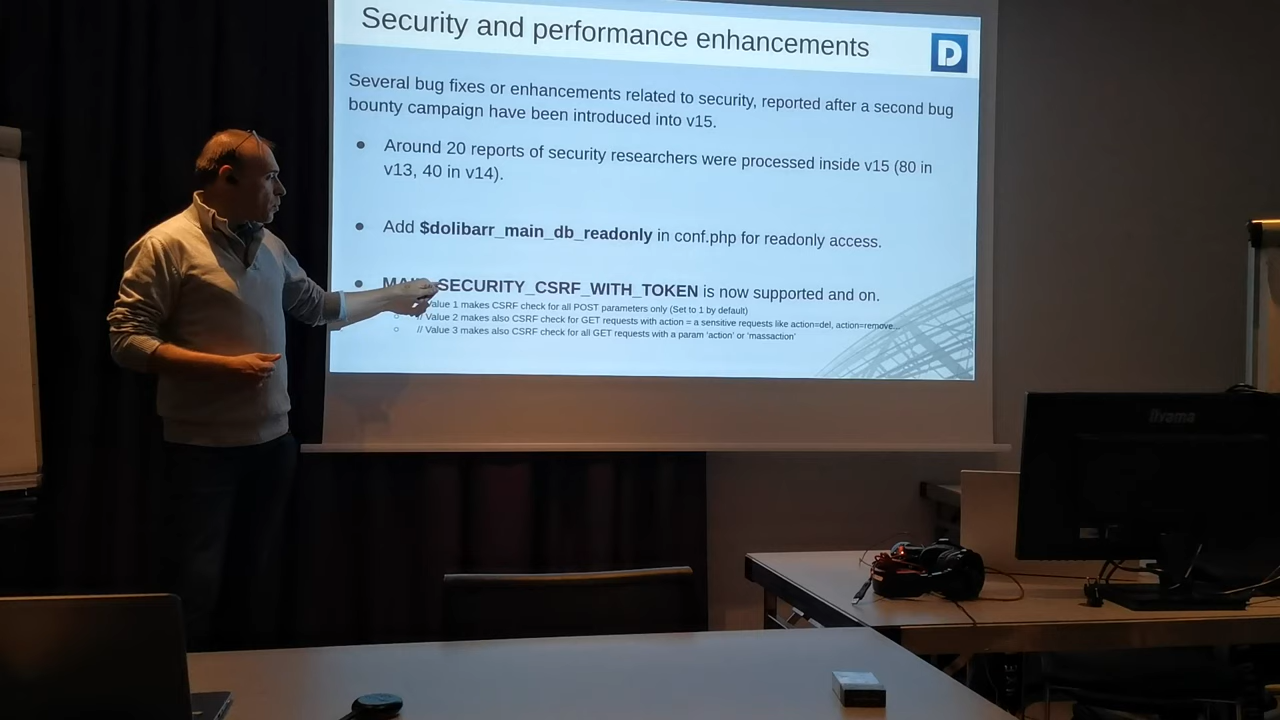 Security and performance enhancements
D
Several bug fixes or enhancements related to security, reported after a second bug
bounty campaign have been introduced into v15.
Around 20 reports of security researchers were processed inside v15 (80 in
v13, 40 in v14).
Add $dolibarr_main_db_readonly in conf.php for readonly access.
SECURITY_CSRF_WITH_TOKEN is now supported and on.
Value 1 makes CSRF check for all POST parameters only (Set to 1 by default)
// Value 2 makes also CSRF check for GET requests with action = a sensitive requests like action=del, action=remove...
// Value 3 makes also CSRF check for all GET requests with a param 'action' or 'massaction'
iiyama